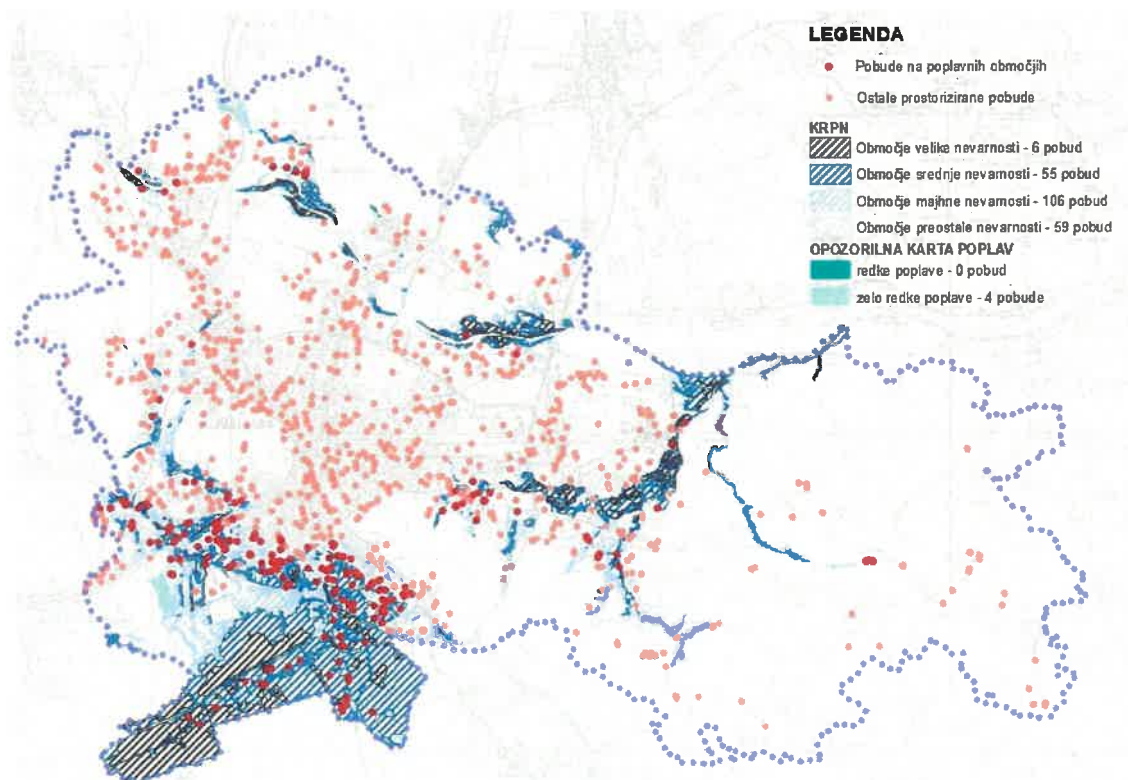 LEGENDA
Pobude na poplavnih območjih
Ostale prostorizirane pobude
KRPN
Območje velike nevarnosti - 6 pobud
Območje srednje nevarnosti - 55 pobud
Območje majhne nevarnosti - 106 pobud
Območje preostale nevarnosti - 59 pobud
OPOZORILNA KARTA POPLAV
redke poplave - 0 pobud
zelo redke poplave - 4 pobude